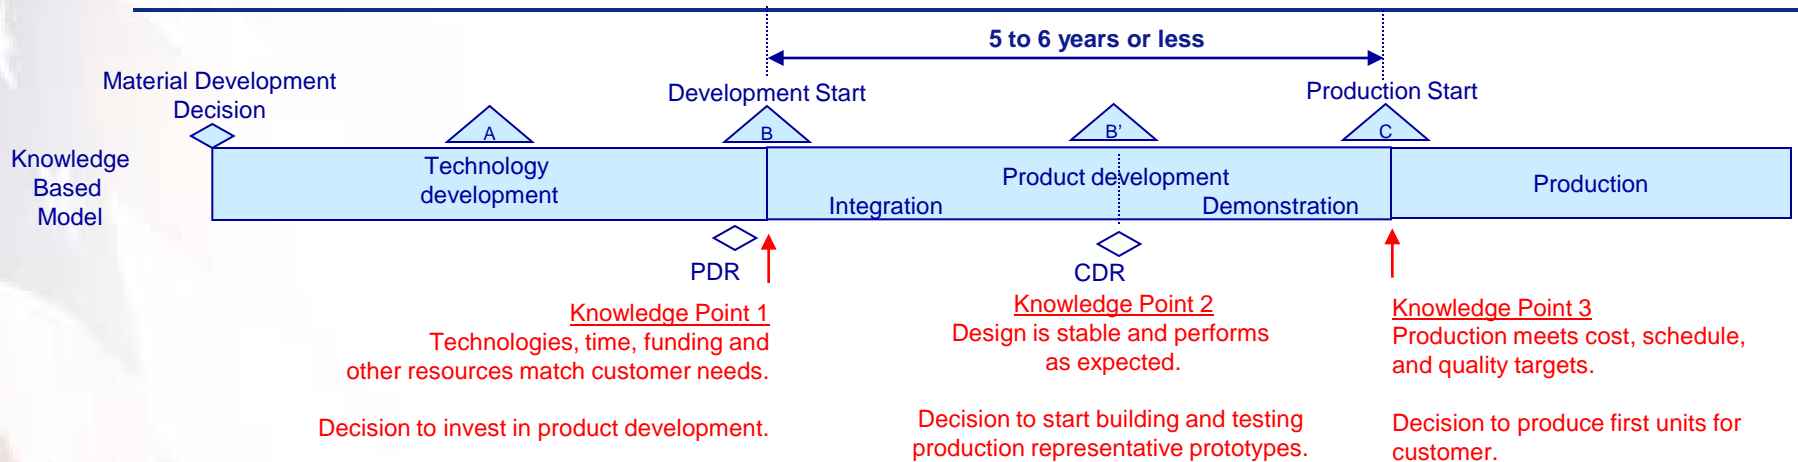 5 to 6 years or less
Material Development
Decision
Development Start
Production Start
A
B
B'
C
Knowledge
Based
Model
Technology
development
Product development
Integration
Demonstration
Production
PDR
CDR
Knowledge Point 1
Technologies, time, funding and
other resources match customer needs.
Decision to invest in product development.
Knowledge Point 2
Design is stable and performs
as expected.
Decision to start building and testing
production representative prototypes.
Knowledge Point 3
Production meets cost, schedule,
and quality targets.
Decision to produce first units for
customer.